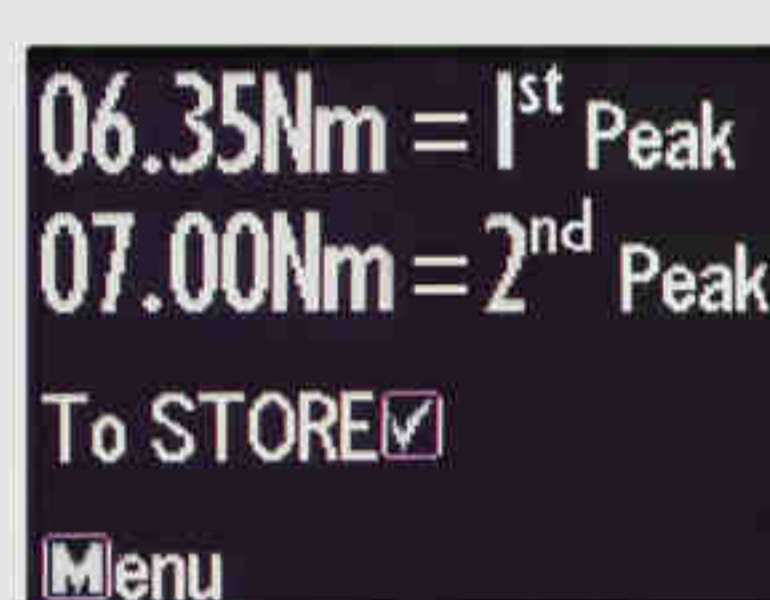 06.35Nm = 1st Peak
07.00Nm = 2nd Peak
To STORE☑
Menu